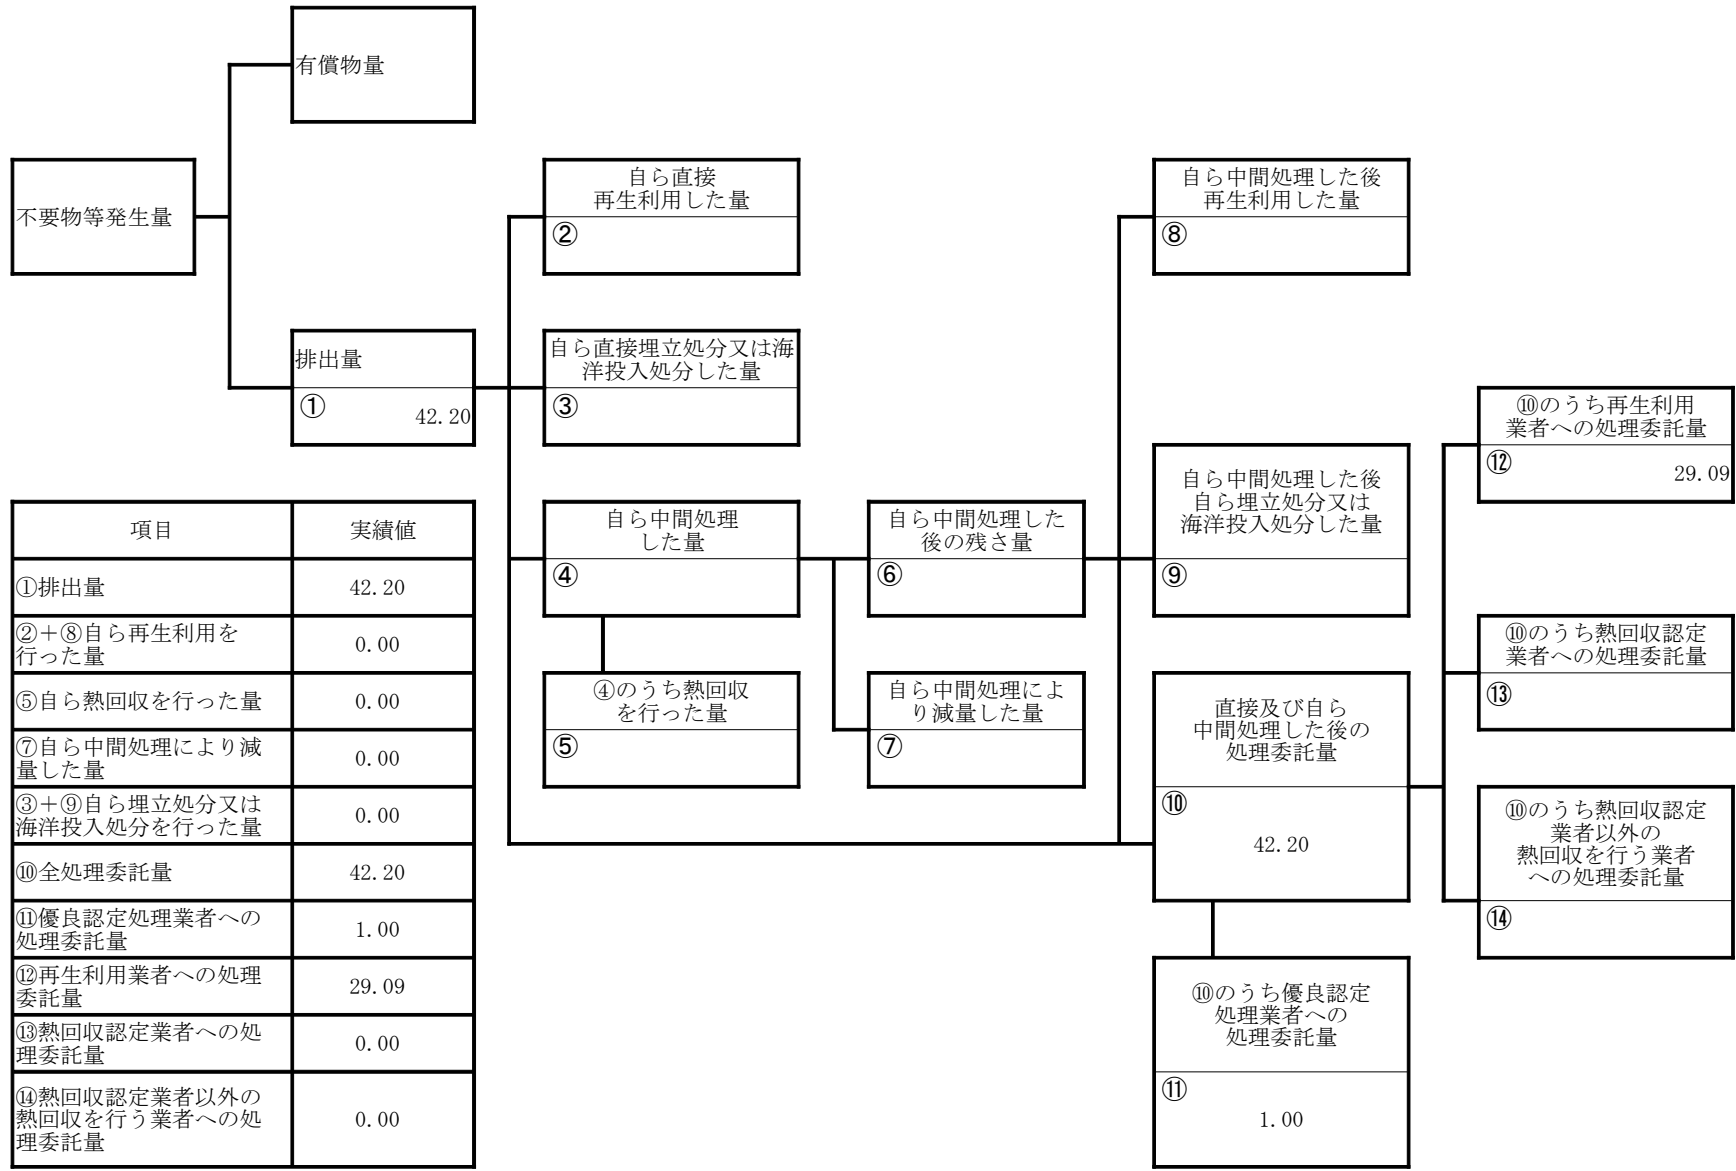 有償物量
不要物等発生量
排出量
①
42.20
自ら直接
再生利用した量
②
自ら直接埋立処分又は海
洋投入処分した量
③
自ら中間処理
した量
④
④のうち熱回収
を行った量
⑤
自ら中間処理した
後の残さ量
⑥
自ら中間処理によ
り減量した量
⑦
自ら中間処理した後
再生利用した量
⑧
自ら中間処理した後
自ら埋立処分又は
海洋投入処分した量
⑨
直接及び自ら
中間処理した後の
処理委託量
⑩
42.20
⑩のうち優良認定
処理業者への
処理委託量
⑪
1.00
⑩のうち再生利用
業者への処理委託量
⑫
29.09
⑩のうち熱回収認定
業者への処理委託量
⑬
⑩のうち熱回収認定
業者以外の
熱回収を行う業者
への処理委託量
⑭
項目 実績値
①排出量 42.20
②+⑧自ら再生利用を
行った量 0.00
⑤自ら熱回収を行った量 0.00
⑦自ら中間処理により減
量した量 0.00
③+⑨自ら埋立処分又は
海洋投入処分を行った量 0.00
⑩全処理委託量 42.20
⑪優良認定処理業者への
処理委託量 1.00
⑫再生利用業者への処理
委託量 29.09
⑬熱回収認定業者への処
理委託量 0.00
⑭熱回収認定業者以外の
熱回収を行う業者への処
理委託量 0.00